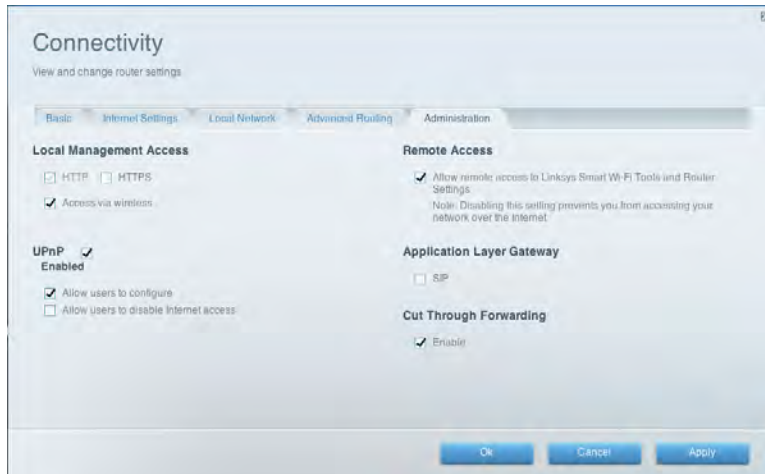 Connectivity
View and change router settings
Basic
Internet Settings
Local Network
Advanced Routing
Administration
Local Management Access
HTTP
HTTPS
Access via wireless
UPnP
Enabled
Allow users to configure
Allow users to disable Internet access
Remote Access
Allow remote access to Linksys Smart Wi-Fi Tools and Router
Settings
Note: Disabling this setting prevents you from accessing your
network over the Internet
Application Layer Gateway
SIP
Cut Through Forwarding
Enable
Ok
Cancel
Apply